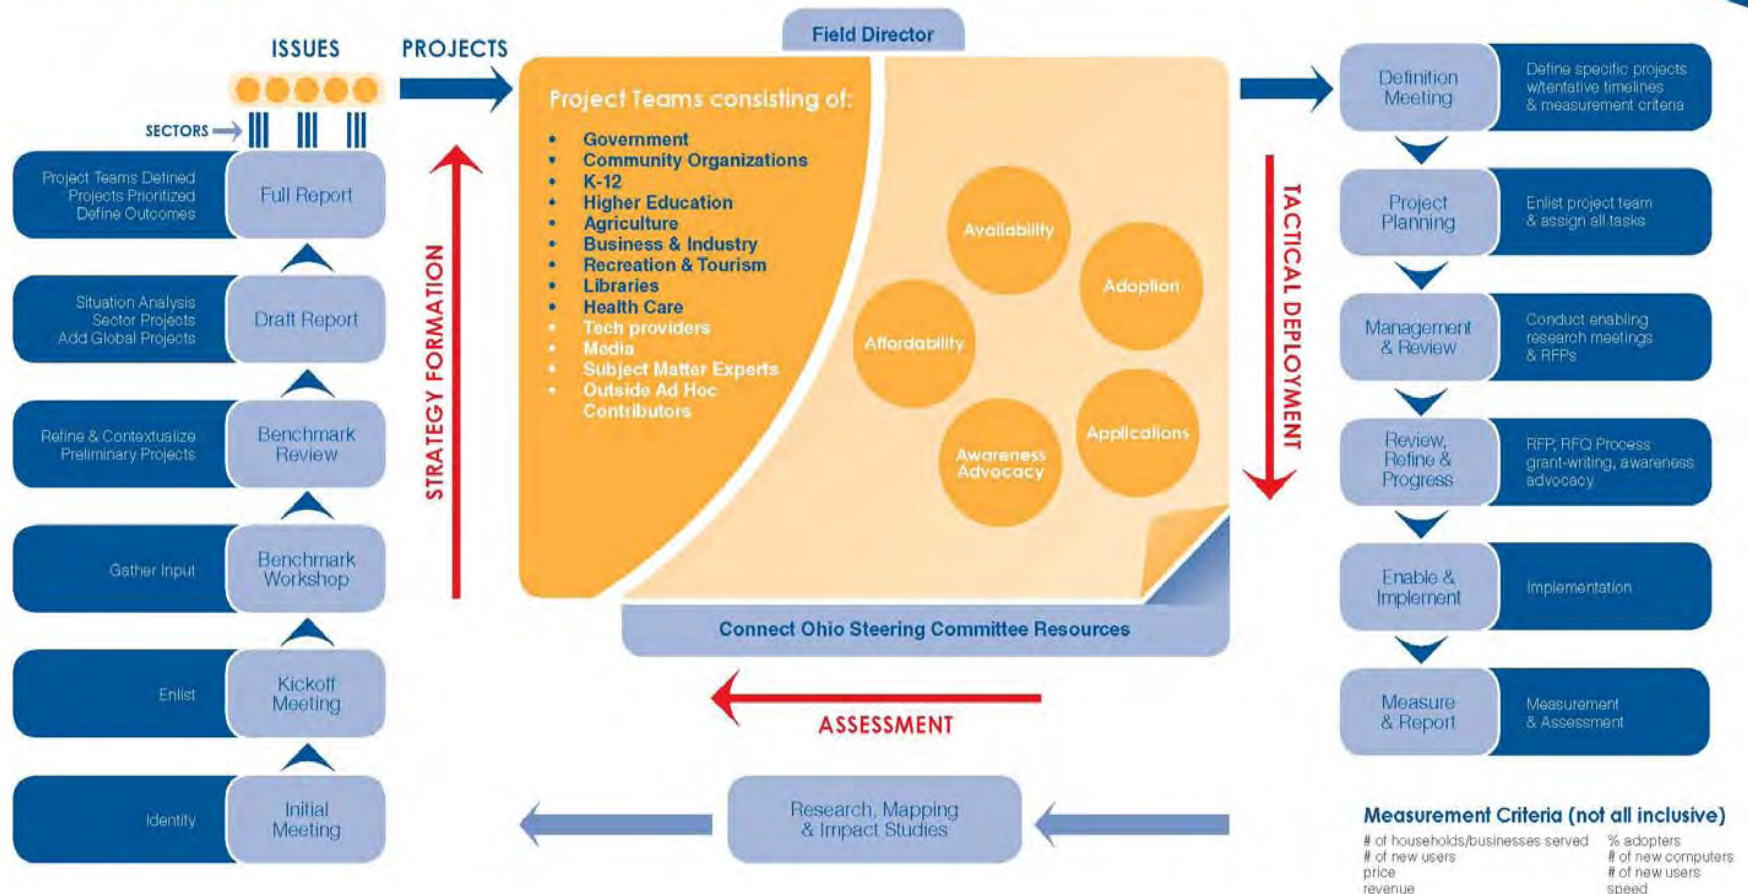 ISSUES
PROJECTS
SECTORS
Project Teams Defined
Projects Prioritized
Define Outcomes
Full Report
Situation Analysis
Sector Projects
Add Global Projects
Draft Report
Refine & Contextualize
Preliminary Projects
Benchmark
Review
Gather Input
Benchmark
Workshop
Enlist
Kickoff
Meeting
Identify
Initial
Meeting
STRATEGY FORMATION
Field Director
Project Teams consisting of:
• Government
• Community Organizations
• K-12
• Higher Education
• Agriculture
• Business & Industry
• Recreation & Tourism
• Libraries
• Health Care
• Tech providers
• Media
• Subject Matter Experts
• Outside Ad Hoc
Contributors
Availability
Adoption
Affordability
Applications
Awareness
Advocacy
Connect Ohio Steering Committee Resources
ASSESSMENT
Research, Mapping
& Impact Studies
TACTICAL DEPLOYMENT
Definition
Meeting
Define specific projects
w/tentative timelines
& measurement criteria
Project
Planning
Enlist project team
& assign all tasks
Management
& Review
Conduct enabling
research meetings
& RFPs
Review,
Refine &
Progress
RFP, RFQ Process
grant-writing, awareness
advocacy
Enable &
Implement
Implementation
Measure
& Report
Measurement
& Assessment
Measurement Criteria (not all inclusive)
# of households/businesses served % adopters
# of new users # of new computers
price # of new users
revenue speed